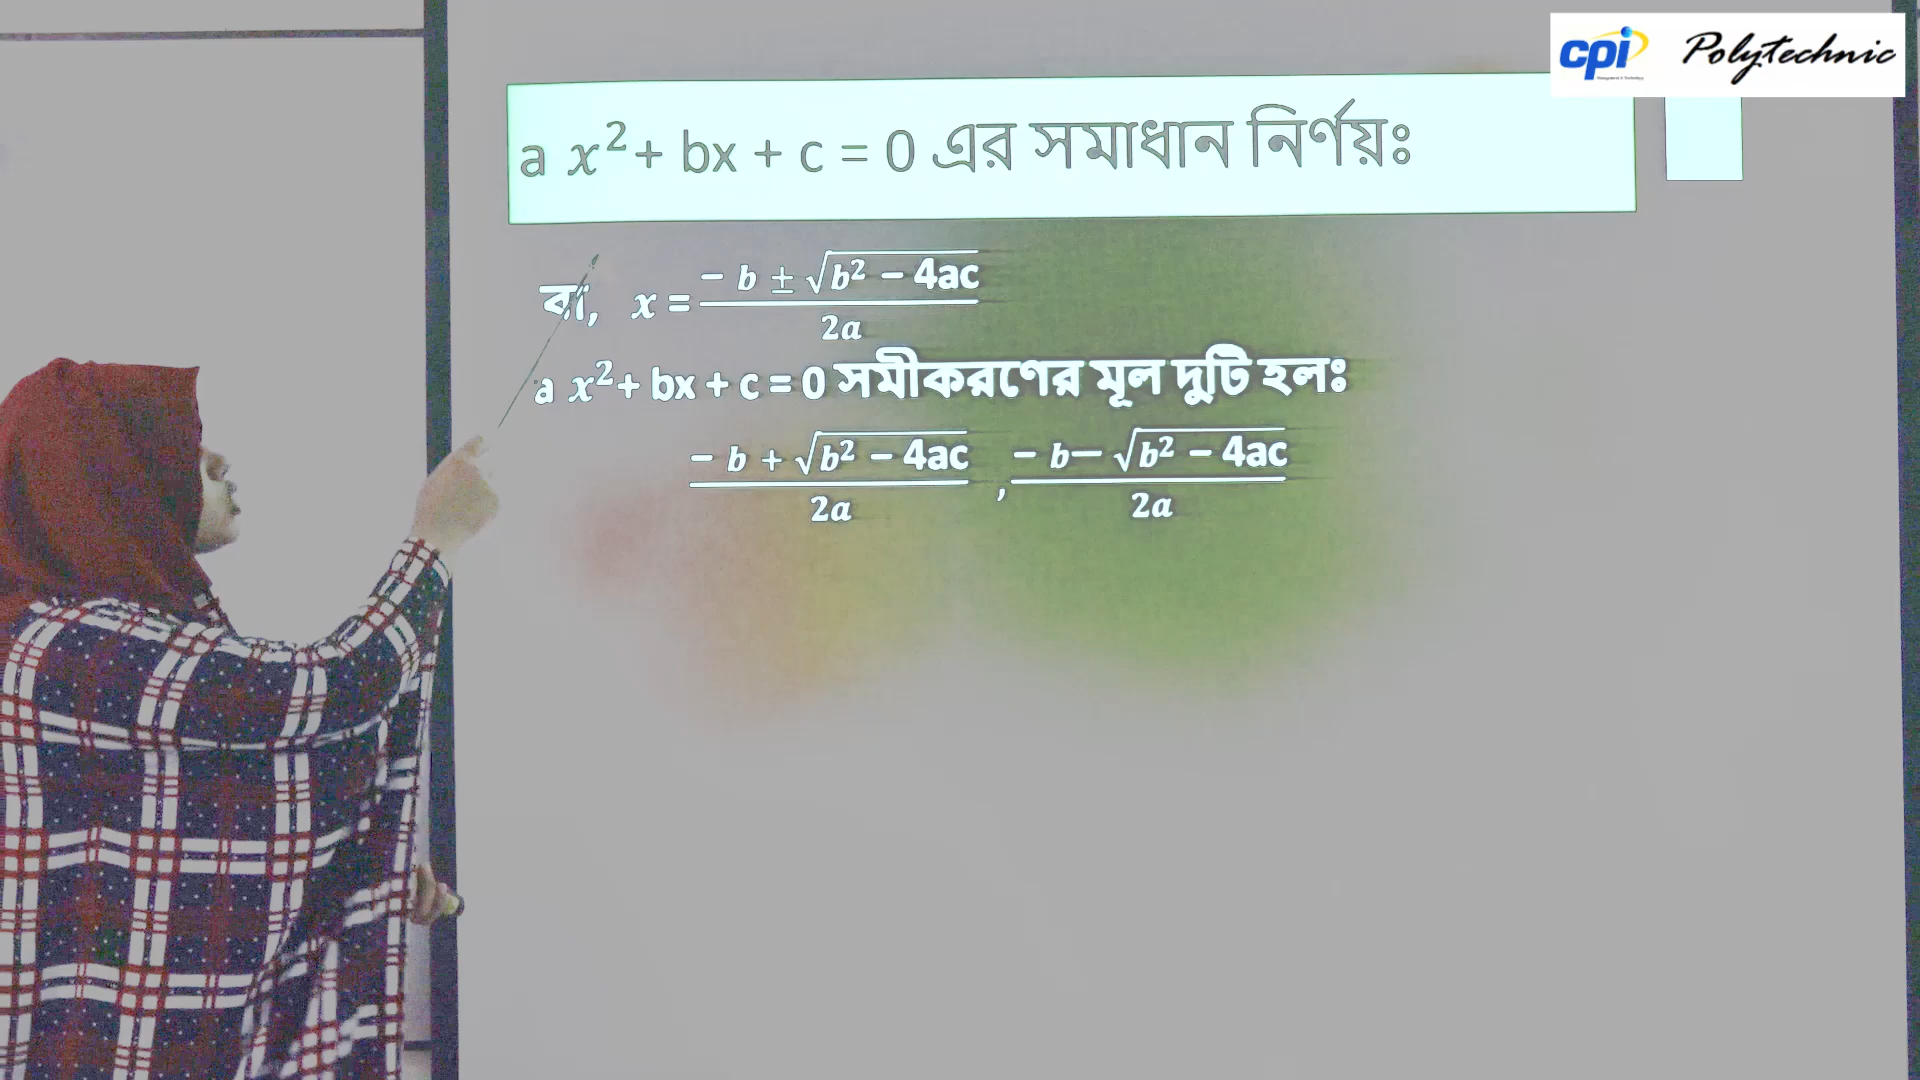 cpi Polytechnic
a x² + bx + c = 0 এর সমাধান নির্ণয়ঃ
বা, x = (− b ± √(b² − 4ac)) / 2a
a x² + bx + c = 0 সমীকরণের মূল দুটি হলঃ
(− b + √(b² − 4ac)) / 2a , (− b − √(b² − 4ac)) / 2a